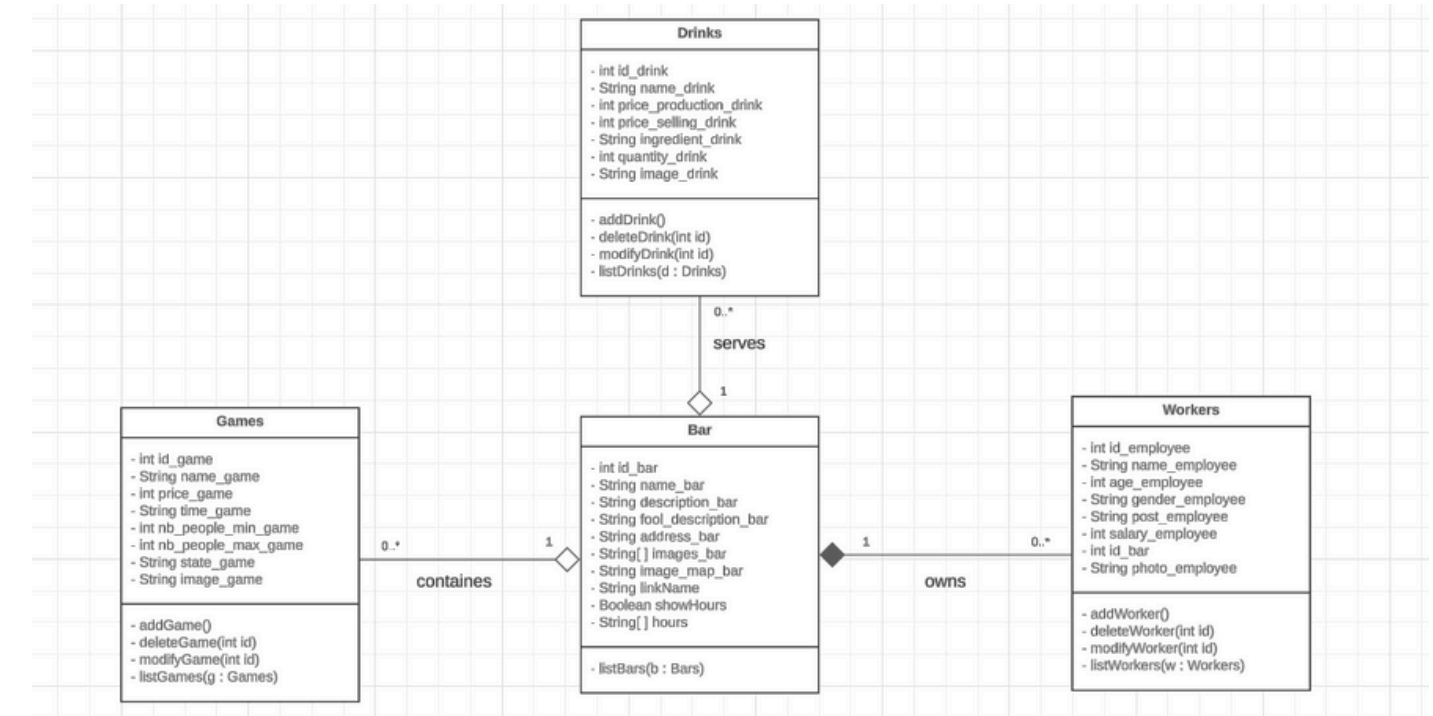 Drinks
- int id_drink
- String name_drink
- int price_production_drink
- int price_selling_drink
- String ingredient_drink
- int quantity_drink
- String image_drink
- addDrink()
- deleteDrink(int id)
- modifyDrink(int id)
- listDrinks(d : Drinks)
0..*
serves
1
Games
- int id_game
- String name_game
- int price_game
- String time_game
- int nb_people_min_game
- int nb_people_max_game
- String state_game
- String image_game
- addGame()
- deleteGame(int id)
- modifyGame(int id)
- listGames(g : Games)
0..*
1
containes
Bar
- int id_bar
- String name_bar
- String description_bar
- String fool_description_bar
- String address_bar
- String[ ] images_bar
- String image_map_bar
- String linkName
- Boolean showHours
- String[ ] hours
- listBars(b : Bars)
1
0..*
owns
Workers
- int id_employee
- String name_employee
- int age_employee
- String gender_employee
- String post_employee
- int salary_employee
- int id_bar
- String photo_employee
- addWorker()
- deleteWorker(int id)
- modifyWorker(int id)
- listWorkers(w : Workers)